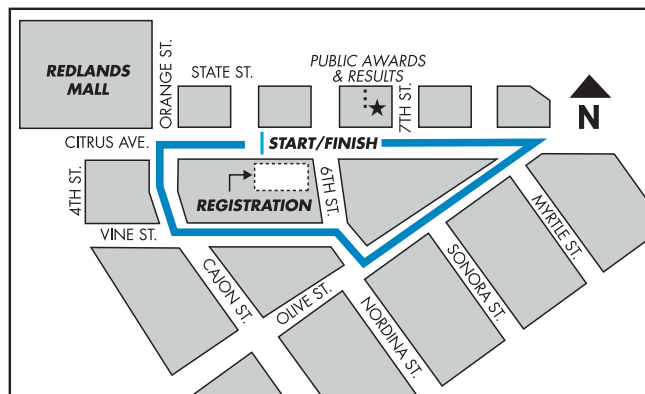 REDLANDS
MALL
ORANGE ST.
STATE ST.
PUBLIC AWARDS
& RESULTS
7TH ST.
N
CITRUS AVE.
START/FINISH
4TH ST.
REGISTRATION
6TH ST.
VINE ST.
CAJON ST.
OLIVE ST.
NORDINA ST.
SONORA ST.
MYRTLE ST.